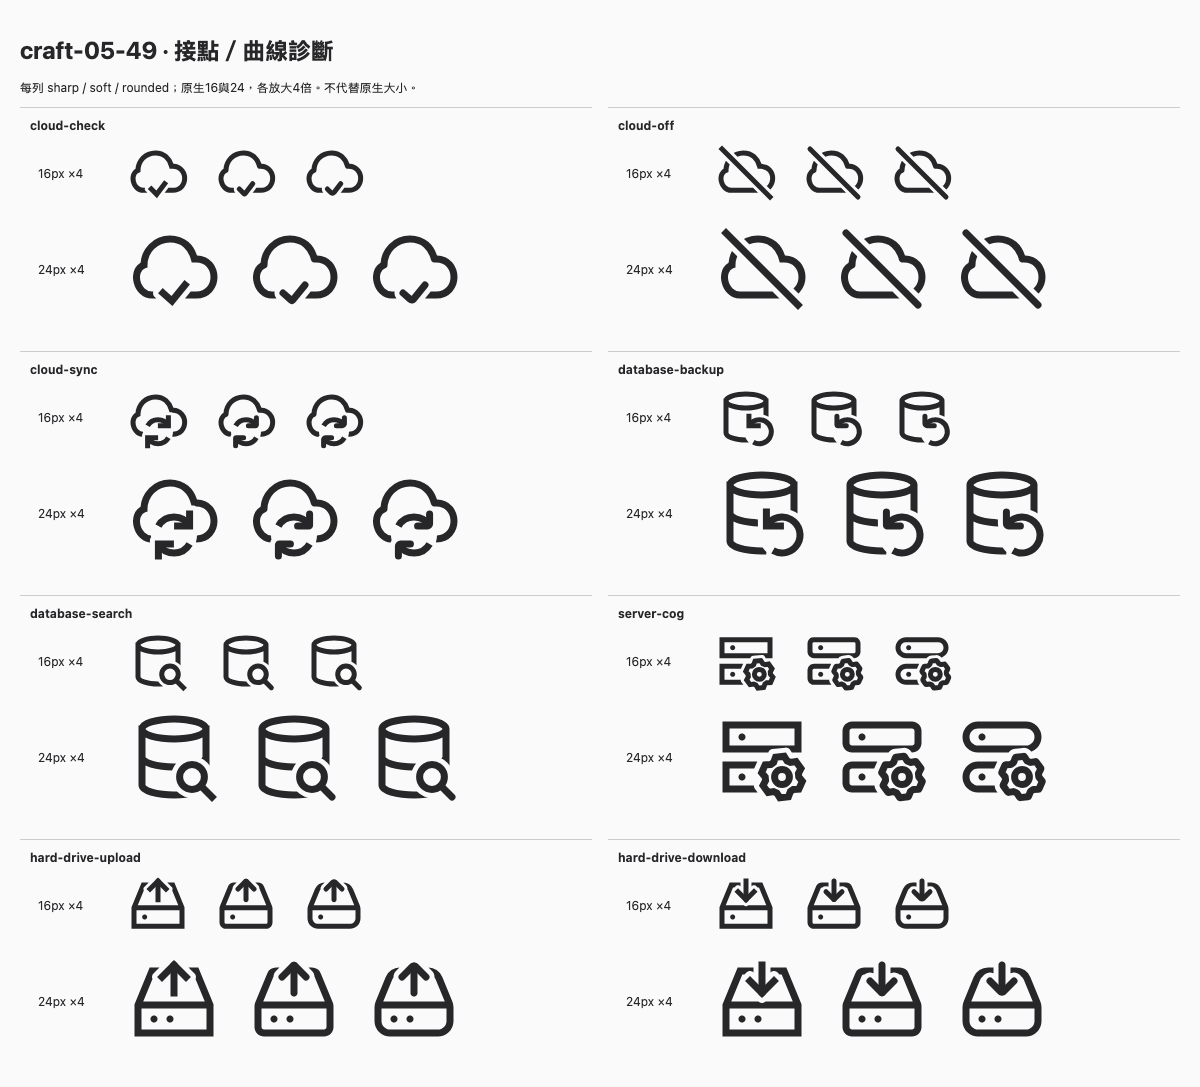 craft-05-49 · 接點 / 曲線診斷
每列 sharp / soft / rounded；原生16與24，各放大4倍。不代替原生大小。
cloud-check
16px ×4
24px ×4
cloud-off
16px ×4
24px ×4
cloud-sync
16px ×4
24px ×4
database-backup
16px ×4
24px ×4
database-search
16px ×4
24px ×4
server-cog
16px ×4
24px ×4
hard-drive-upload
16px ×4
24px ×4
hard-drive-download
16px ×4
24px ×4